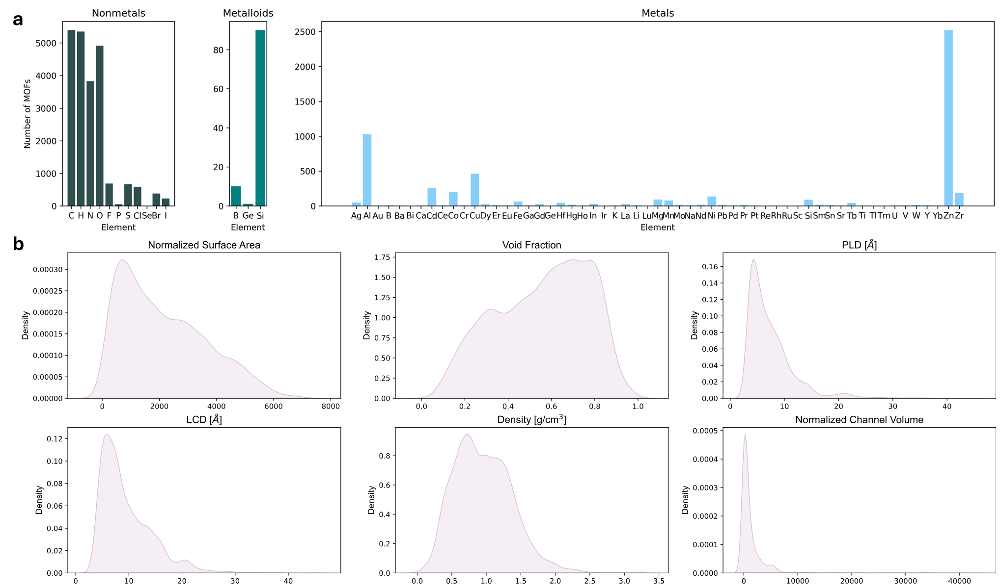 a
Nonmetals
Metalloids
Metals
Number of MOFs
5000
4000
3000
2000
1000
0
C H N O F P S Cl Se Br I
Element
80
60
40
20
0
B Ge Si
Element
2500
2000
1500
1000
500
0
Ag Al Au B Ba Bi Ca Cd Ce Co Cr Cu Dy Er Eu Fe Ga Gd Ge Hf Hg Ho In Ir K La Li Lu Mg Mn Mo Na Nd Ni Pb Pd Pr Pt Re Rh Ru Sc Si Sm Sn Sr Tb Ti Tl Tm U V W Y Yb Zn Zr
Element
b
Normalized Surface Area
Density
0.00030
0.00025
0.00020
0.00015
0.00010
0.00005
0.00000
0 2000 4000 6000 8000
Void Fraction
Density
1.75
1.50
1.25
1.00
0.75
0.50
0.25
0.00
0.0 0.2 0.4 0.6 0.8 1.0
PLD [Å]
Density
0.16
0.14
0.12
0.10
0.08
0.06
0.04
0.02
0.00
0 10 20 30 40
LCD [Å]
Density
0.12
0.10
0.08
0.06
0.04
0.02
0.00
0 10 20 30 40
Density [g/cm³]
Density
0.8
0.6
0.4
0.2
0.0
0.0 0.5 1.0 1.5 2.0 2.5 3.0 3.5
Normalized Channel Volume
Density
0.0005
0.0004
0.0003
0.0002
0.0001
0.0000
0 10000 20000 30000 40000